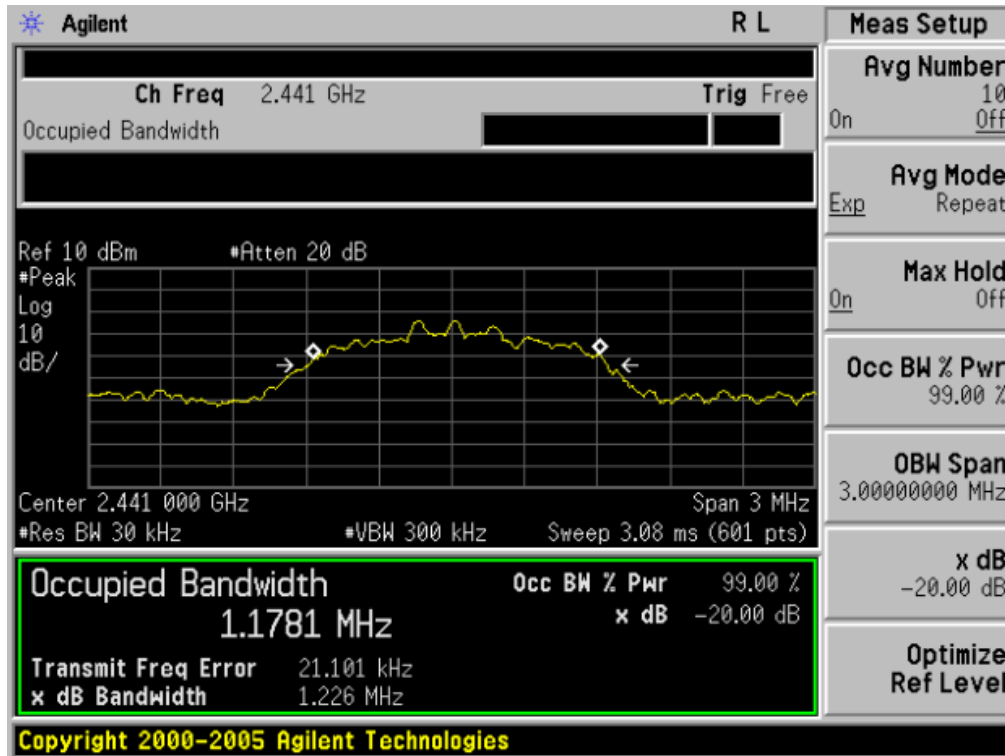 Agilent R L
Ch Freq 2.441 GHz Trig Free
Occupied Bandwidth
Ref 10 dBm #Atten 20 dB
#Peak
Log
10
dB/
Center 2.441 000 GHz Span 3 MHz
#Res BW 30 kHz #VBW 300 kHz Sweep 3.08 ms (601 pts)
Occupied Bandwidth
1.1781 MHz
Occ BW % Pwr 99.00 %
x dB -20.00 dB
Transmit Freq Error 21.101 kHz
x dB Bandwidth 1.226 MHz
Copyright 2000-2005 Agilent Technologies
Meas Setup
Avg Number
10
On Off
Avg Mode
Exp Repeat
Max Hold
On Off
Occ BW % Pwr
99.00 %
OBW Span
3.00000000 MHz
x dB
-20.00 dB
Optimize
Ref Level